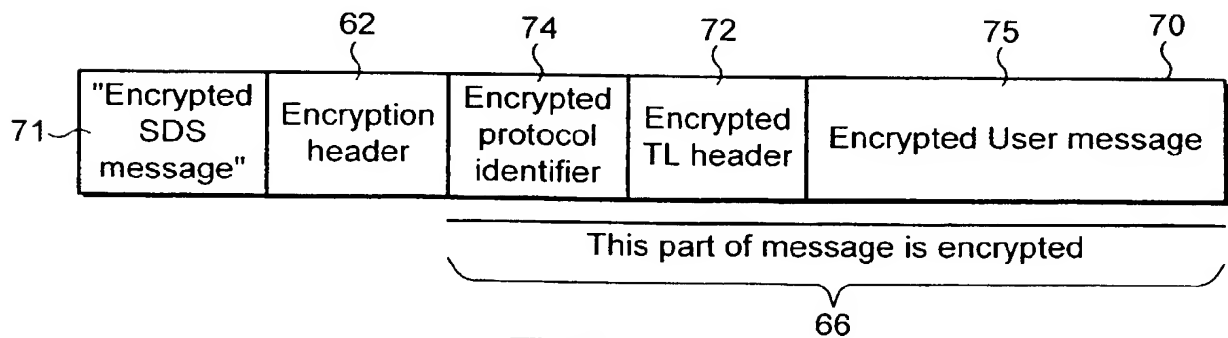 62
74
72
75
70
71
"Encrypted
SDS
message"
Encryption
header
Encrypted
protocol
identifier
Encrypted
TL header
Encrypted User message
This part of message is encrypted
66